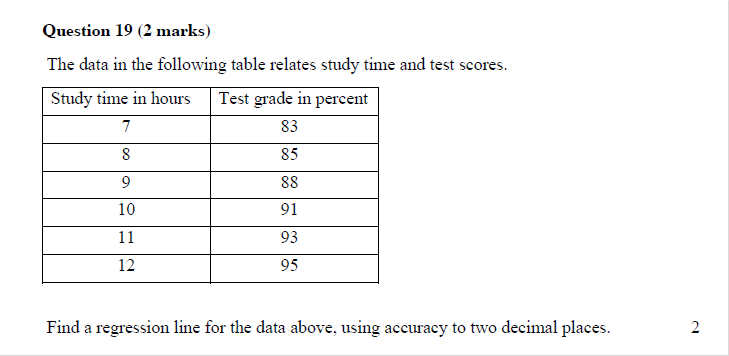 Question 19 (2 marks)
The data in the following table relates study time and test scores.
Study time in hours Test grade in percent
7 83
8 85
9 88
10 91
11 93
12 95
Find a regression line for the data above, using accuracy to two decimal places. 2